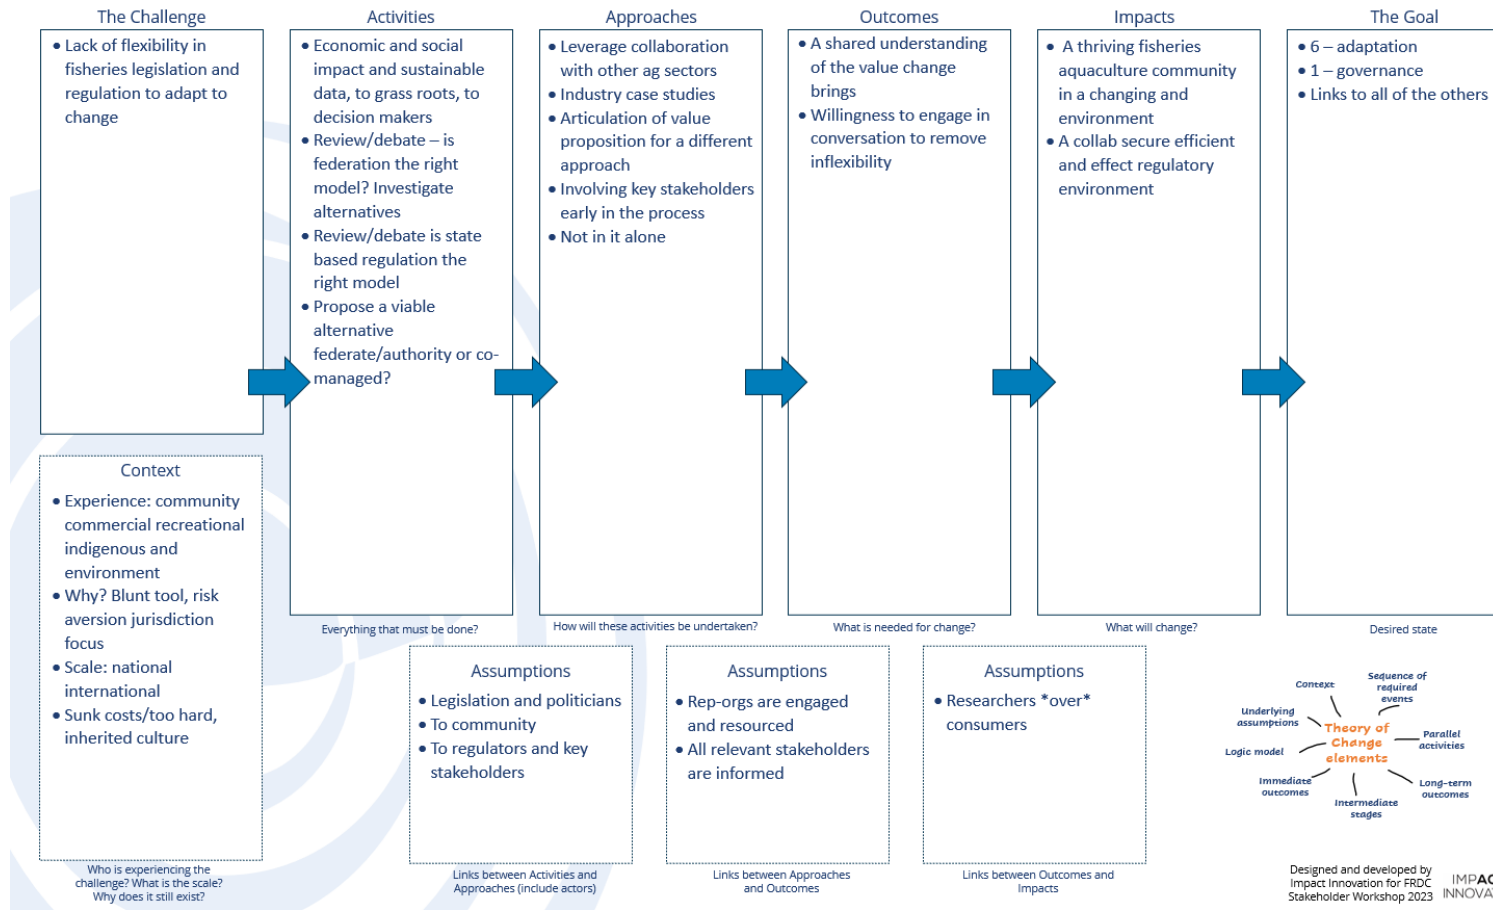 The Challenge
• Lack of flexibility in
fisheries legislation and
regulation to adapt to
change
Context
• Experience: community
commercial recreational
indigenous and
environment
• Why? Blunt tool, risk
aversion jurisdiction
focus
• Scale: national
international
• Sunk costs/too hard,
inherited culture
Who is experiencing the
challenge? What is the scale?
Why does it still exist?
Activities
• Economic and social
impact and sustainable
data, to grass roots, to
decision makers
• Review/debate – is
federation the right
model? Investigate
alternatives
• Review/debate is state
based regulation the
right model
• Propose a viable
alternative
federate/authority or co-
managed?
Everything that must be done?
Approaches
• Leverage collaboration
with other ag sectors
• Industry case studies
• Articulation of value
proposition for a different
approach
• Involving key stakeholders
early in the process
• Not in it alone
How will these activities be undertaken?
Outcomes
• A shared understanding
of the value change
brings
• Willingness to engage in
conversation to remove
inflexibility
What is needed for change?
Impacts
• A thriving fisheries
aquaculture community
in a changing and
environment
• A collab secure efficient
and effect regulatory
environment
What will change?
The Goal
• 6 – adaptation
• 1 – governance
• Links to all of the others
Desired state
Assumptions
• Legislation and politicians
• To community
• To regulators and key
stakeholders
Links between Activities and
Approaches (include actors)
Assumptions
• Rep-orgs are engaged
and resourced
• All relevant stakeholders
are informed
Links between Approaches
and Outcomes
Assumptions
• Researchers *over*
consumers
Links between Outcomes and
Impacts
Theory of
Change
elements
Context
Sequence of
required
events
Underlying
assumptions
Parallel
activities
Logic model
Immediate
outcomes
Long-term
outcomes
Intermediate
stages
Designed and developed by
Impact Innovation for FRDC
Stakeholder Workshop 2023